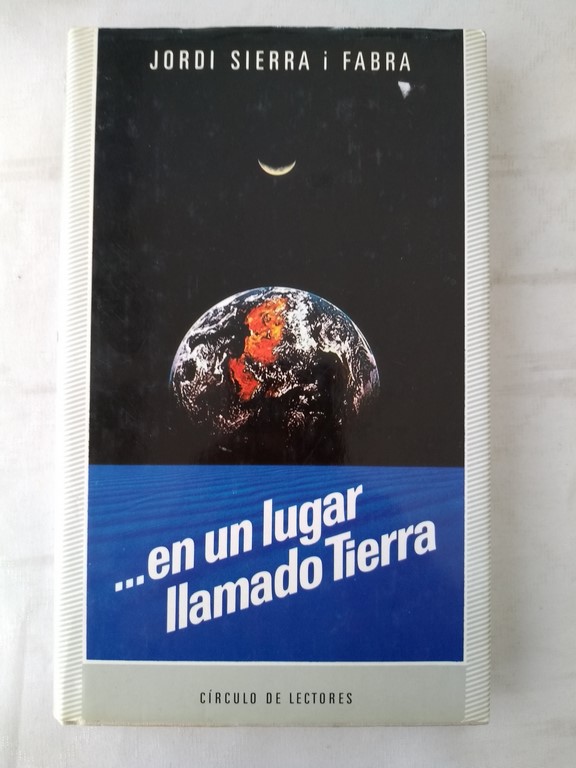 JORDI SIERRA i FABRA
...en un lugar
llamado Tierra
CÍRCULO DE LECTORES